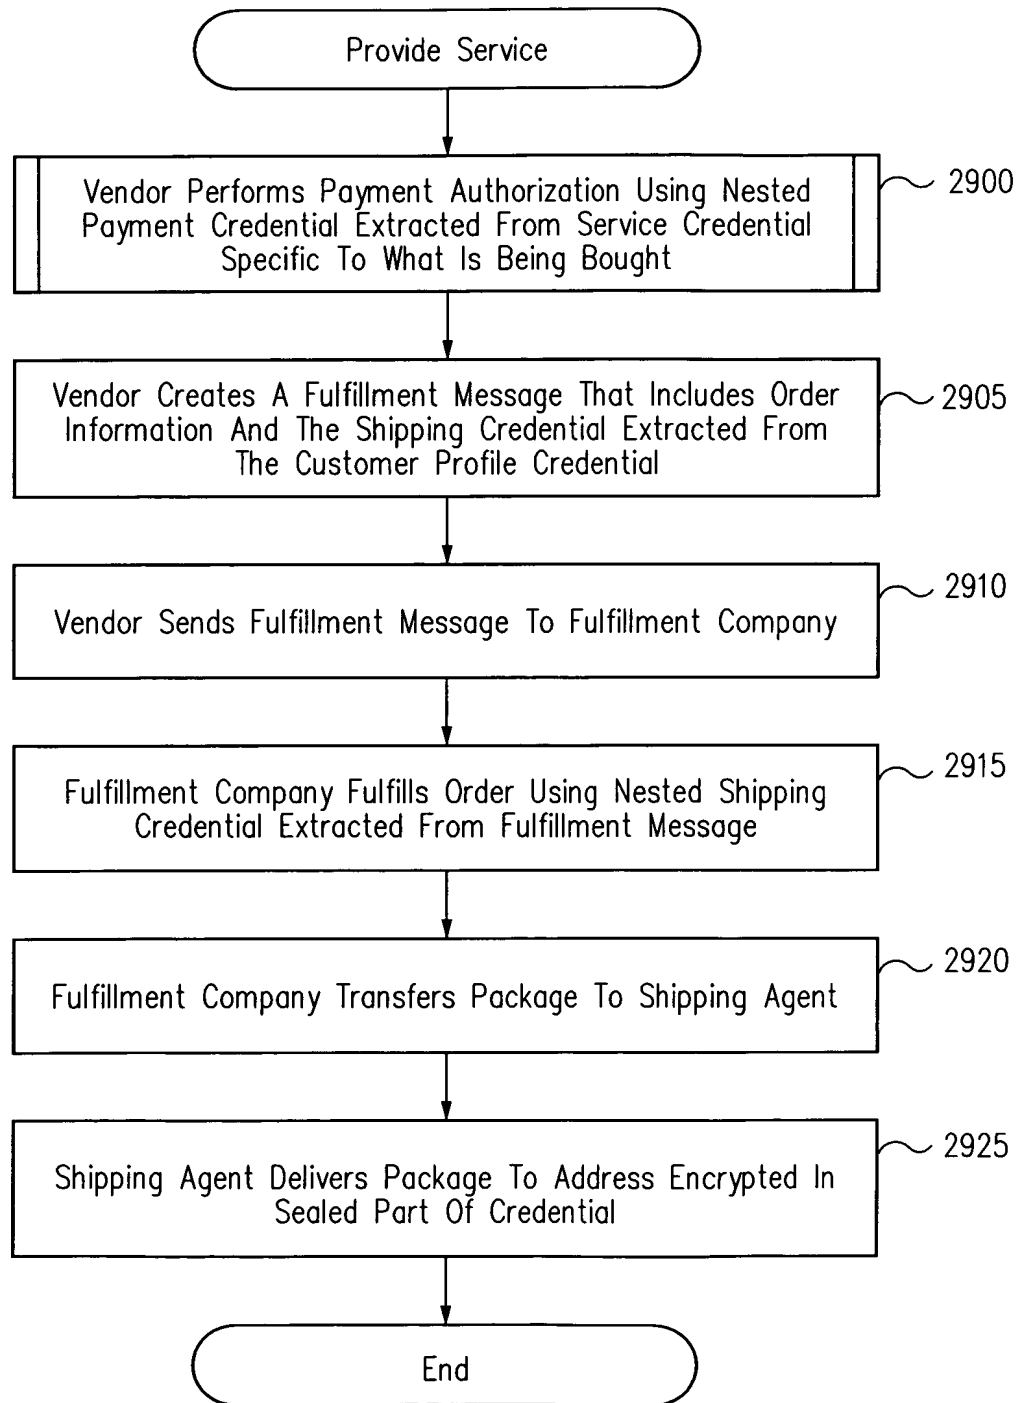 Provide Service
Vendor Performs Payment Authorization Using Nested
Payment Credential Extracted From Service Credential
Specific To What Is Being Bought
2900
Vendor Creates A Fulfillment Message That Includes Order
Information And The Shipping Credential Extracted From
The Customer Profile Credential
2905
Vendor Sends Fulfillment Message To Fulfillment Company
2910
Fulfillment Company Fulfills Order Using Nested Shipping
Credential Extracted From Fulfillment Message
2915
Fulfillment Company Transfers Package To Shipping Agent
2920
Shipping Agent Delivers Package To Address Encrypted In
Sealed Part Of Credential
2925
End